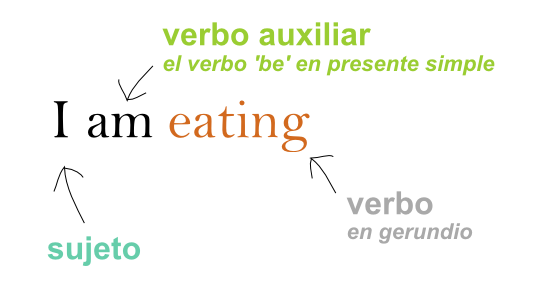 verbo auxiliar
el verbo 'be' en presente simple
I am eating
verbo
en gerundio
sujeto